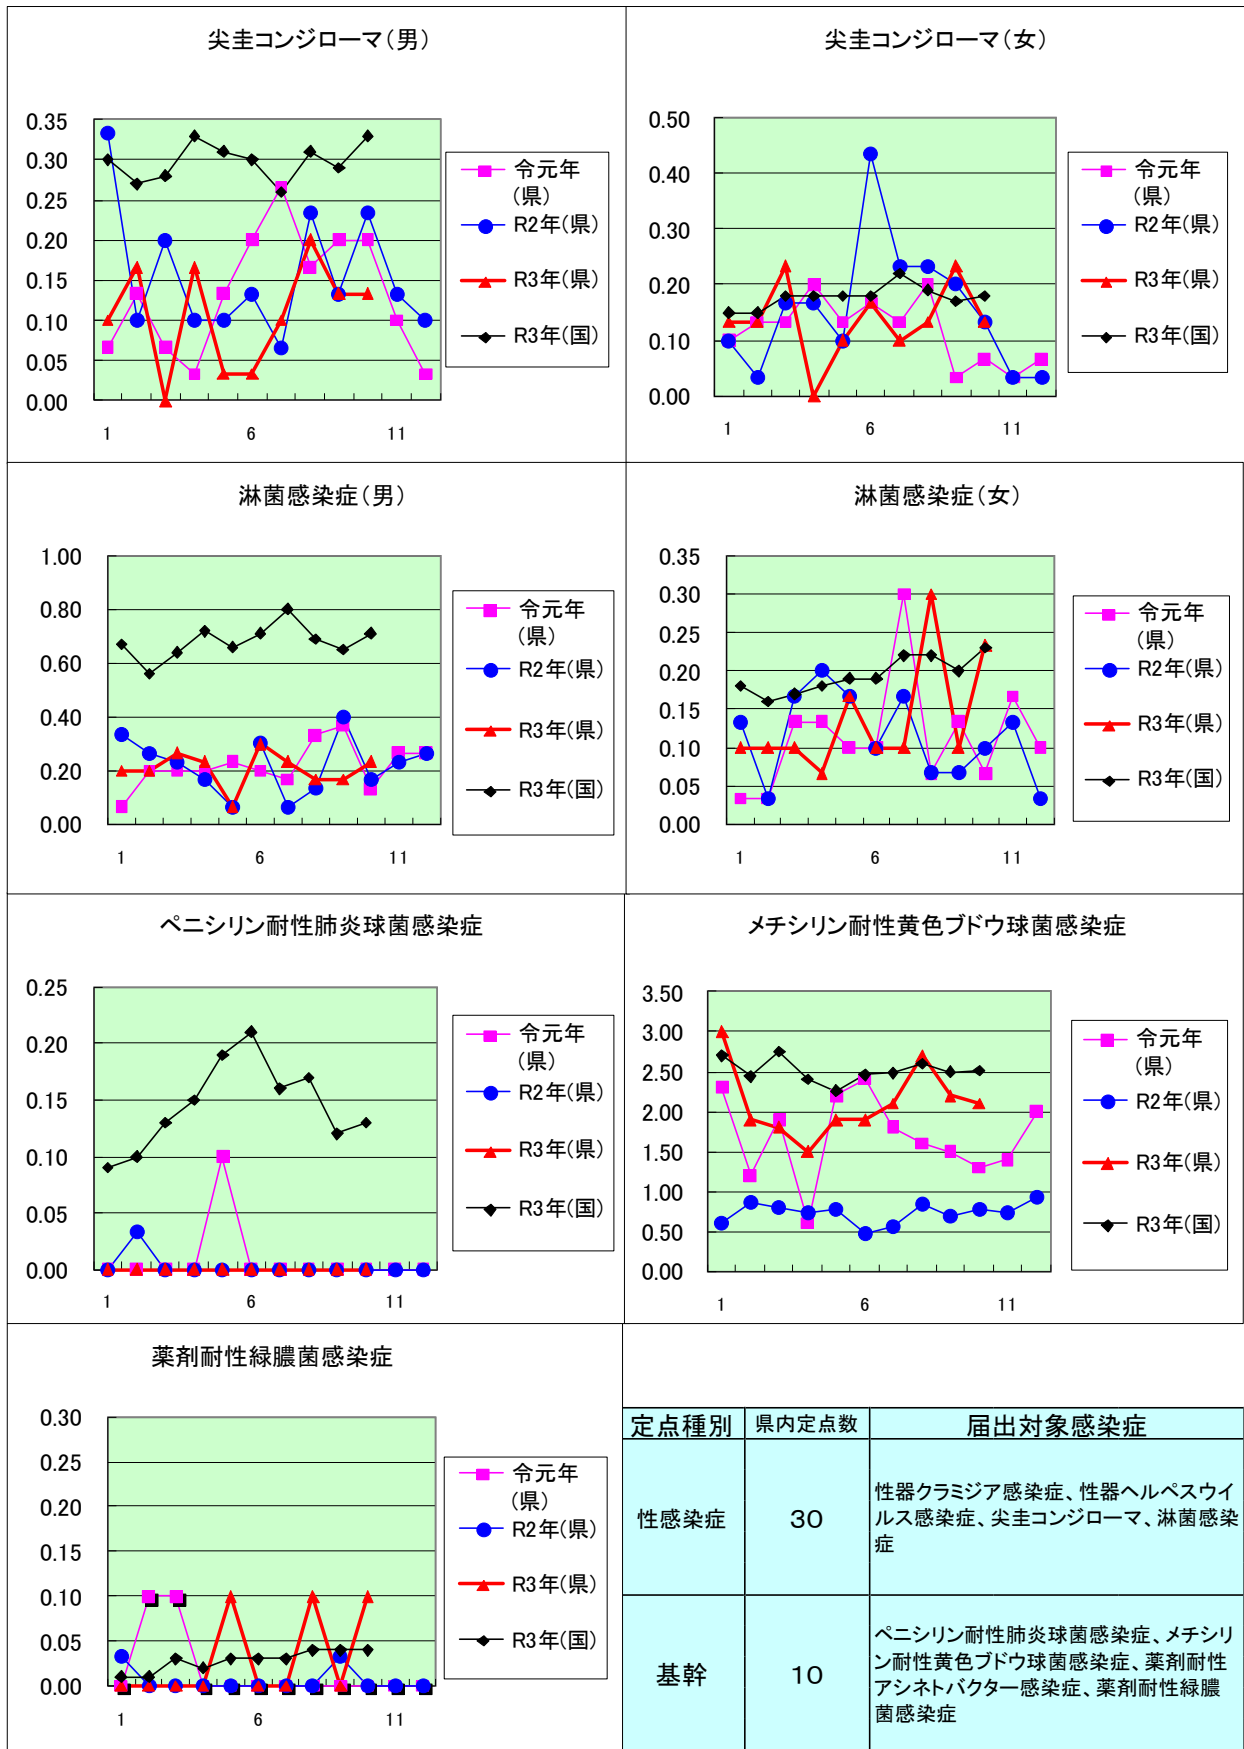 尖圭コンジローマ(男)
0.35
0.30
0.25
0.20
0.15
0.10
0.05
0.00
1
6
11
令元年
(県)
R2年(県)
R3年(県)
R3年(国)
尖圭コンジローマ(女)
0.50
0.40
0.30
0.20
0.10
0.00
1
6
11
令元年
(県)
R2年(県)
R3年(県)
R3年(国)
淋菌感染症(男)
1.00
0.80
0.60
0.40
0.20
0.00
1
6
11
令元年
(県)
R2年(県)
R3年(県)
R3年(国)
淋菌感染症(女)
0.35
0.30
0.25
0.20
0.15
0.10
0.05
0.00
1
6
11
令元年
(県)
R2年(県)
R3年(県)
R3年(国)
ペニシリン耐性肺炎球菌感染症
0.25
0.20
0.15
0.10
0.05
0.00
1
6
11
令元年
(県)
R2年(県)
R3年(県)
R3年(国)
メチシリン耐性黄色ブドウ球菌感染症
3.50
3.00
2.50
2.00
1.50
1.00
0.50
0.00
1
6
11
令元年
(県)
R2年(県)
R3年(県)
R3年(国)
薬剤耐性緑膿菌感染症
0.30
0.25
0.20
0.15
0.10
0.05
0.00
1
6
11
令元年
(県)
R2年(県)
R3年(県)
R3年(国)
定点種別 県内定点数 届出対象感染症
性感染症 30
性器クラミジア感染症、性器ヘルペスウイ
ルス感染症、尖圭コンジローマ、淋菌感染
症
基幹 10
ペニシリン耐性肺炎球菌感染症、メチシリ
ン耐性黄色ブドウ球菌感染症、薬剤耐性
アシネトバクター感染症、薬剤耐性緑膿
菌感染症